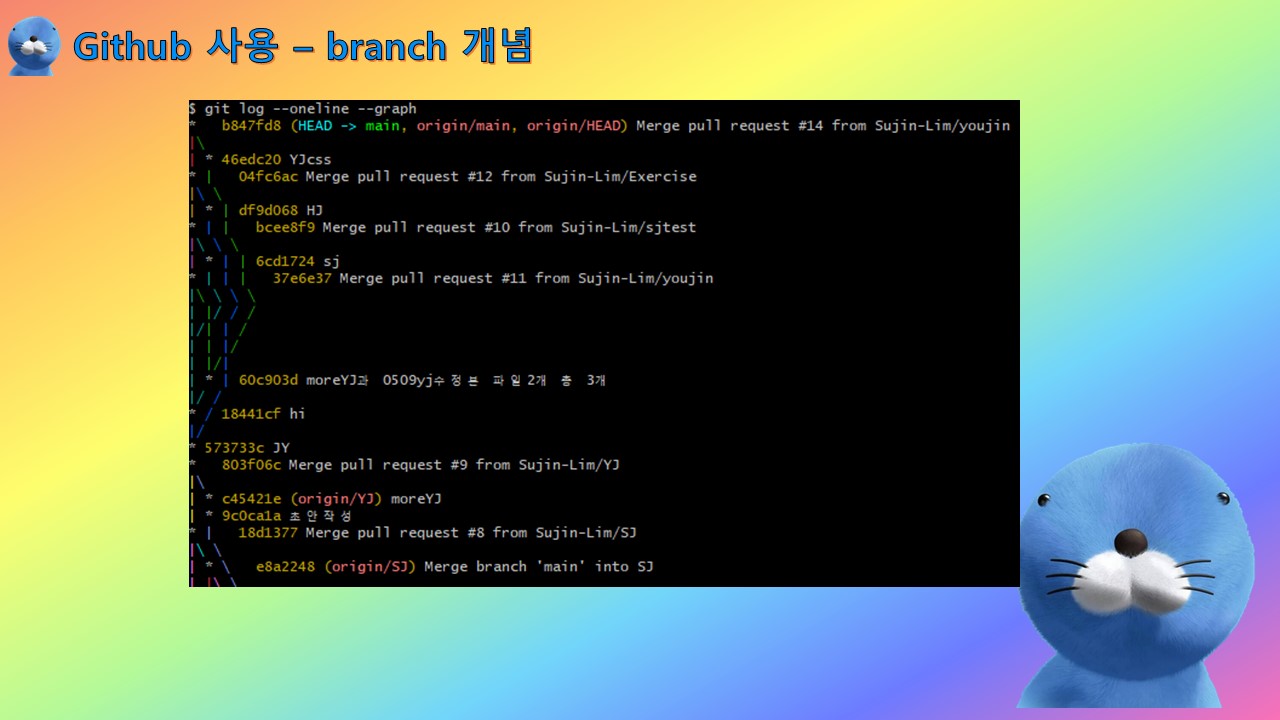 Github 사용 – branch 개념
$ git log --oneline --graph
*   b847fd8 (HEAD -> main, origin/main, origin/HEAD) Merge pull request #14 from Sujin-Lim/youjin
|\
| * 46edc20 YJcss
* |   04fc6ac Merge pull request #12 from Sujin-Lim/Exercise
|\ \
| * | df9d068 HJ
* | |   bcee8f9 Merge pull request #10 from Sujin-Lim/sjtest
|\ \ \
| * | | 6cd1724 sj
* | | |   37e6e37 Merge pull request #11 from Sujin-Lim/youjin
|\ \ \ \
| |/ / /
|/| | /
| | |/
| |/|
| * | 60c903d moreYJ과 0509yj수정본 파일2개 총 3개
|/ /
* / 18441cf hi
|/
* 573733c JY
*   803f06c Merge pull request #9 from Sujin-Lim/YJ
|\
| * c45421e (origin/YJ) moreYJ
| * 9c0ca1a 초안작성
* |   18d1377 Merge pull request #8 from Sujin-Lim/SJ
|\ \
| * \   e8a2248 (origin/SJ) Merge branch 'main' into SJ
| |\ \